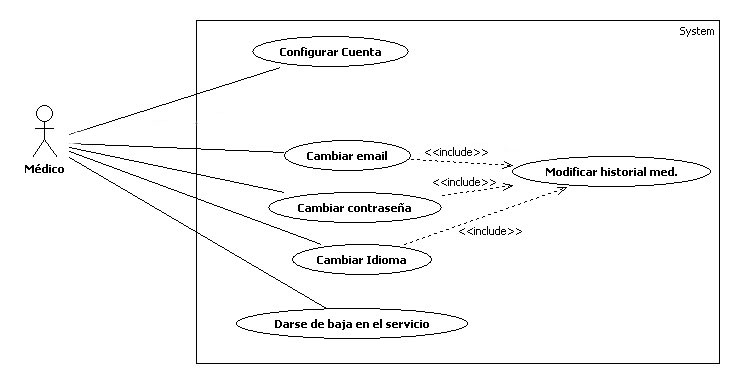 System
Configurar Cuenta
Médico
Cambiar email
<<include>>
Modificar historial med.
<<include>>
Cambiar contraseña
<<include>>
Cambiar Idioma
Darse de baja en el servicio